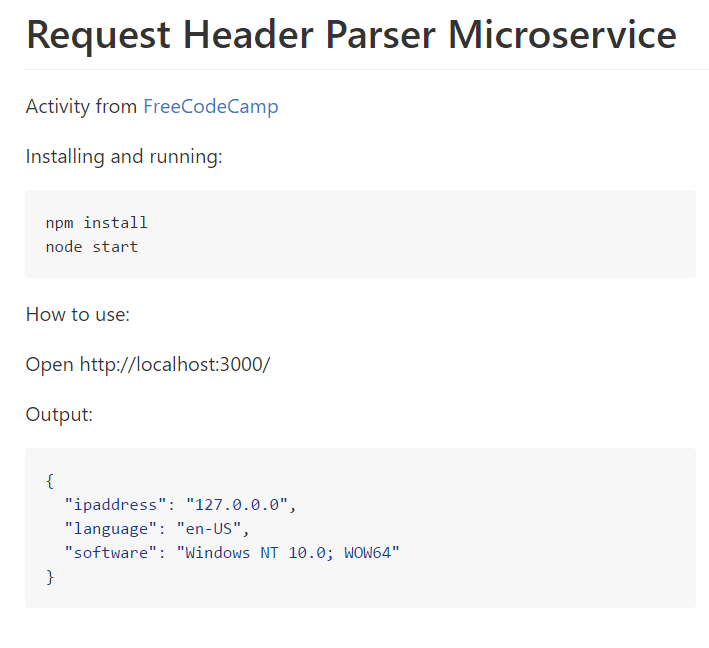 Request Header Parser Microservice
Activity from FreeCodeCamp
Installing and running:
npm install
node start
How to use:
Open http://localhost:3000/
Output:
{
  "ipaddress": "127.0.0.0",
  "language": "en-US",
  "software": "Windows NT 10.0; WOW64"
}